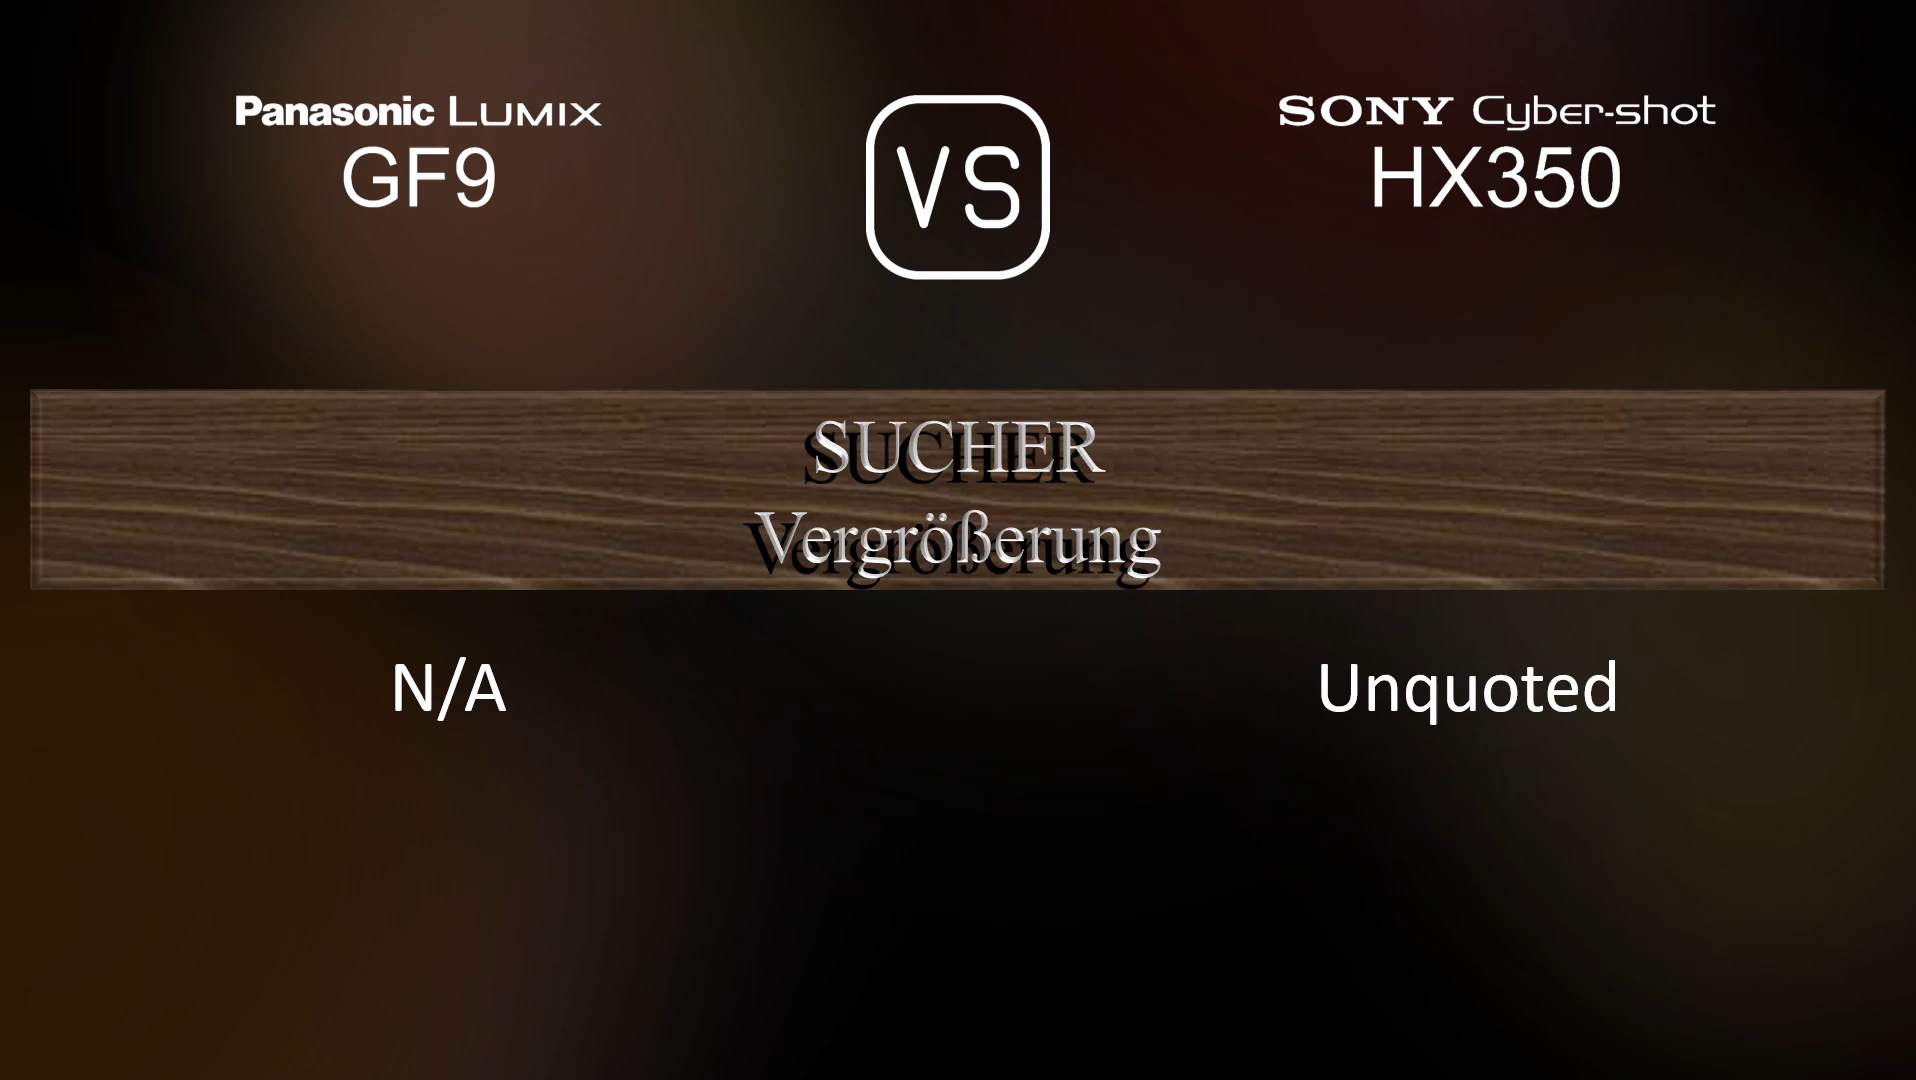 Panasonic LUMIX
GF9
VS
SONY Cyber-shot
HX350
SUCHER
Vergrößerung
N/A
Unquoted